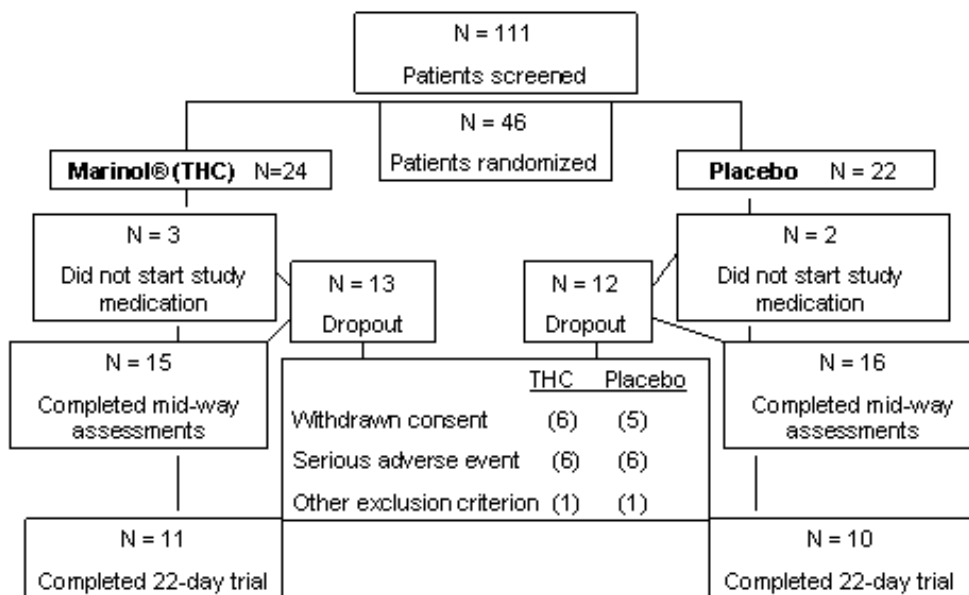 N = 111
Patients screened
N = 46
Patients randomized
Marinol®(THC) N=24
Placebo N = 22
N = 3
Did not start study
medication
N = 2
Did not start study
medication
N = 13
Dropout
N = 12
Dropout
N = 15
Completed mid-way
assessments
N = 16
Completed mid-way
assessments
THC Placebo
Withdrawn consent (6) (5)
Serious adverse event (6) (6)
Other exclusion criterion (1) (1)
N = 11
Completed 22-day trial
N = 10
Completed 22-day trial